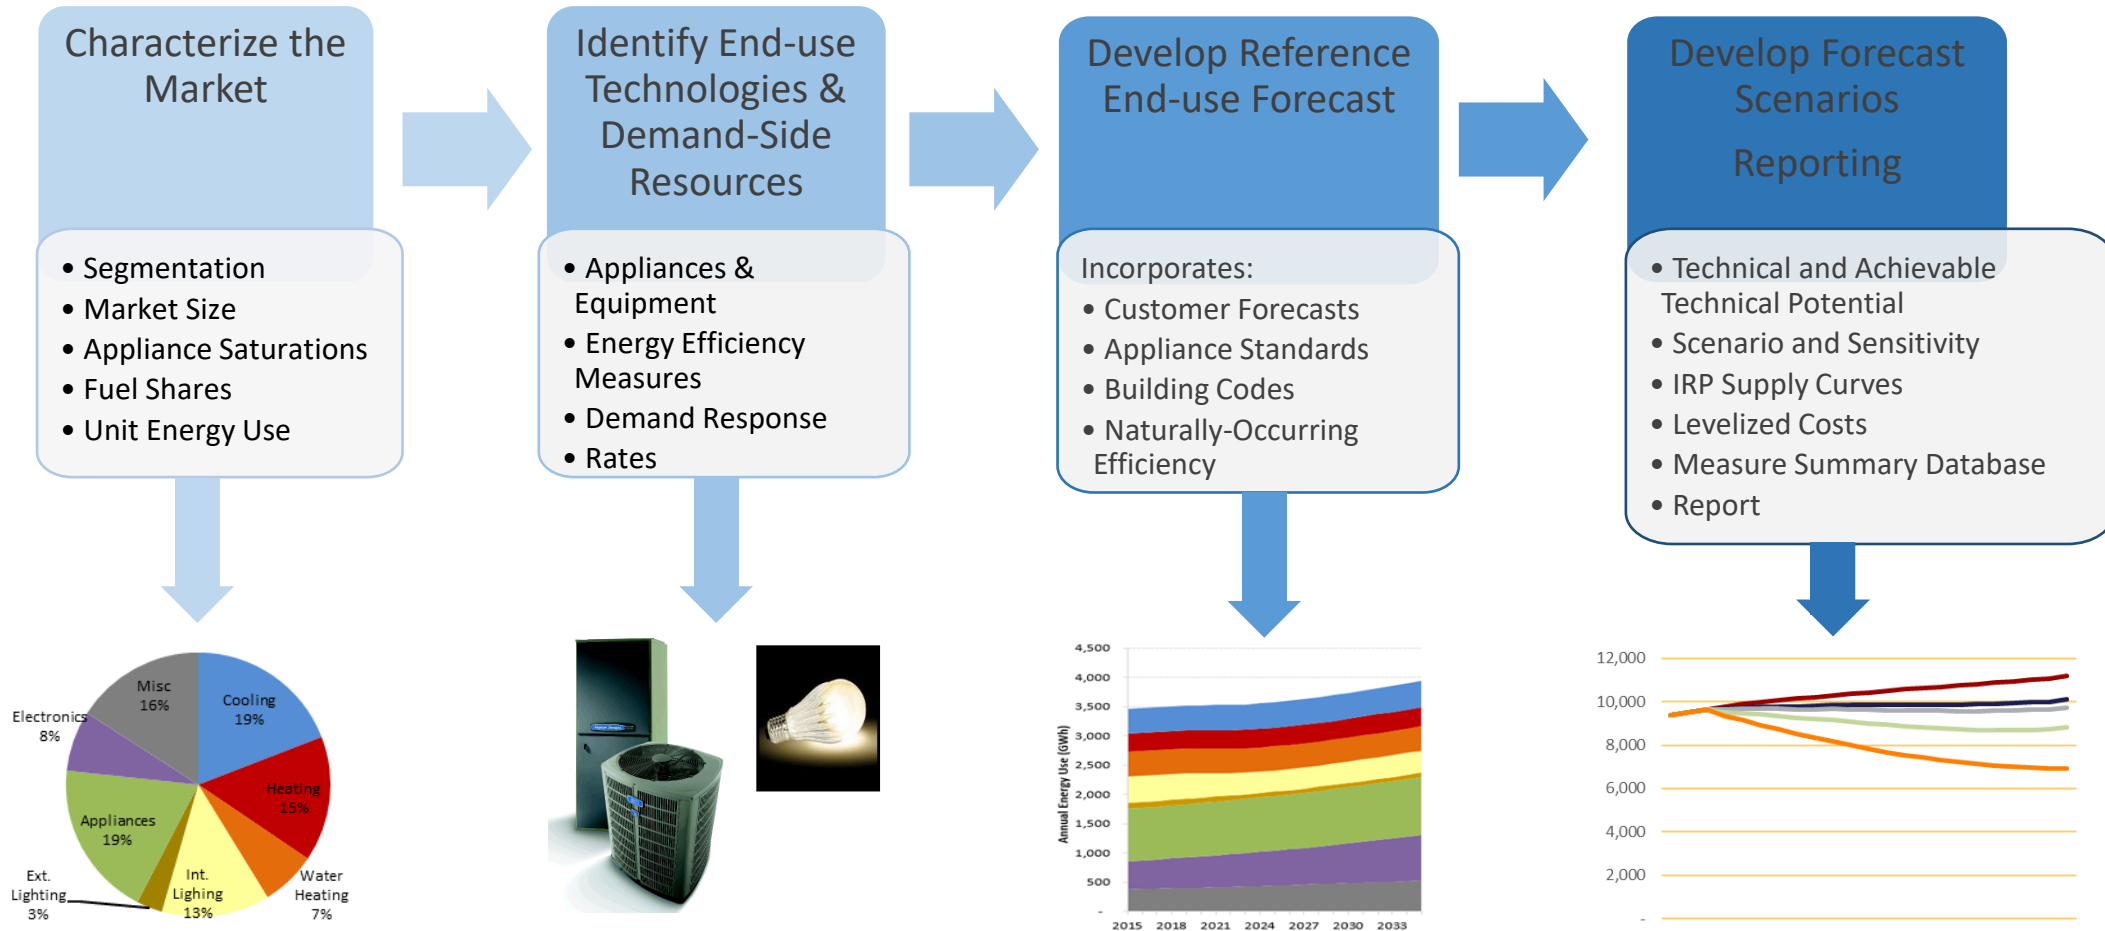 Characterize the
Market
• Segmentation
• Market Size
• Appliance Saturations
• Fuel Shares
• Unit Energy Use
Identify End-use
Technologies &
Demand-Side
Resources
• Appliances &
Equipment
• Energy Efficiency
Measures
• Demand Response
• Rates
Develop Reference
End-use Forecast
Incorporates:
• Customer Forecasts
• Appliance Standards
• Building Codes
• Naturally-Occurring
Efficiency
Develop Forecast
Scenarios
Reporting
• Technical and Achievable
Technical Potential
• Scenario and Sensitivity
• IRP Supply Curves
• Levelized Costs
• Measure Summary Database
• Report
Misc
16%
Cooling
19%
Electronics
8%
Heating
15%
Appliances
19%
Ext.
Lighting
3%
Int.
Lighing
13%
Water
Heating
7%
Annual Energy Use (GWh)
4,500
4,000
3,500
3,000
2,500
2,000
1,500
1,000
500
-
2015 2018 2021 2024 2027 2030 2033
12,000
10,000
8,000
6,000
4,000
2,000
-